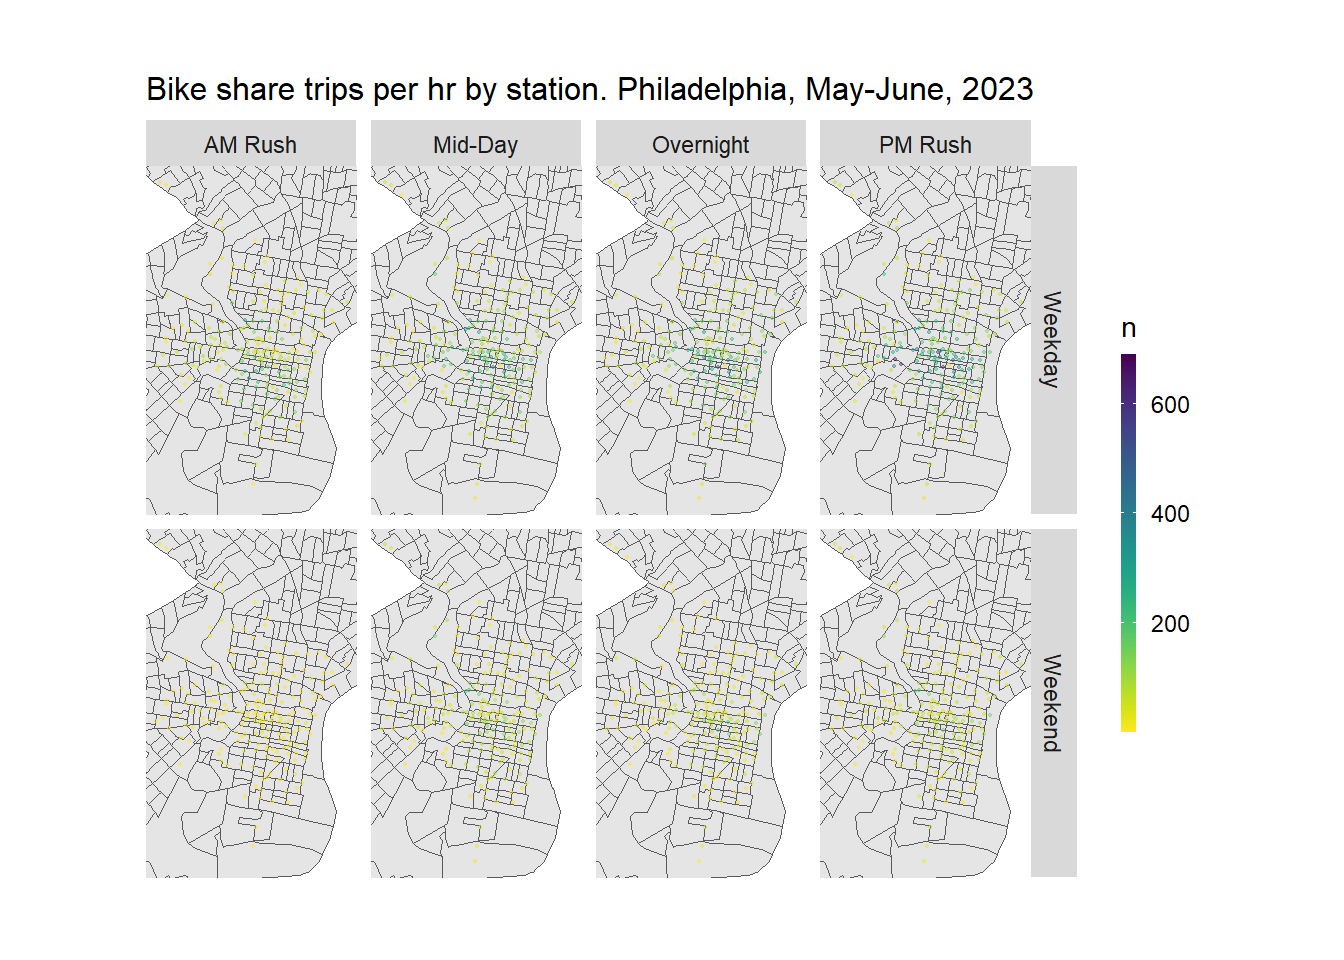 Bike share trips per hr by station. Philadelphia, May-June, 2023
AM Rush
Mid-Day
Overnight
PM Rush
Weekday
Weekend
n
600
400
200